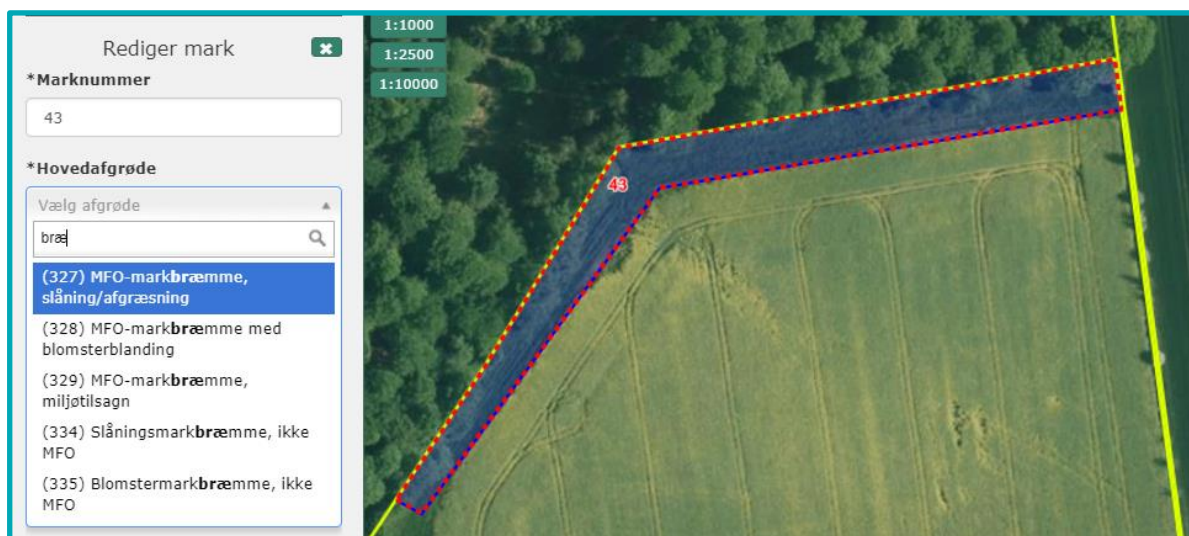 Rediger mark
*Marknummer
43
*Hovedafgrøde
Vælg afgrøde
bræ
(327) MFO-markbræmme,
slåning/afgræsning
(328) MFO-markbræmme med
blomsterblanding
(329) MFO-markbræmme,
miljøtilsagn
(334) Slåningsmarkbræmme, ikke
MFO
(335) Blomstermarkbræmme, ikke
MFO
1:1000
1:2500
1:10000
43